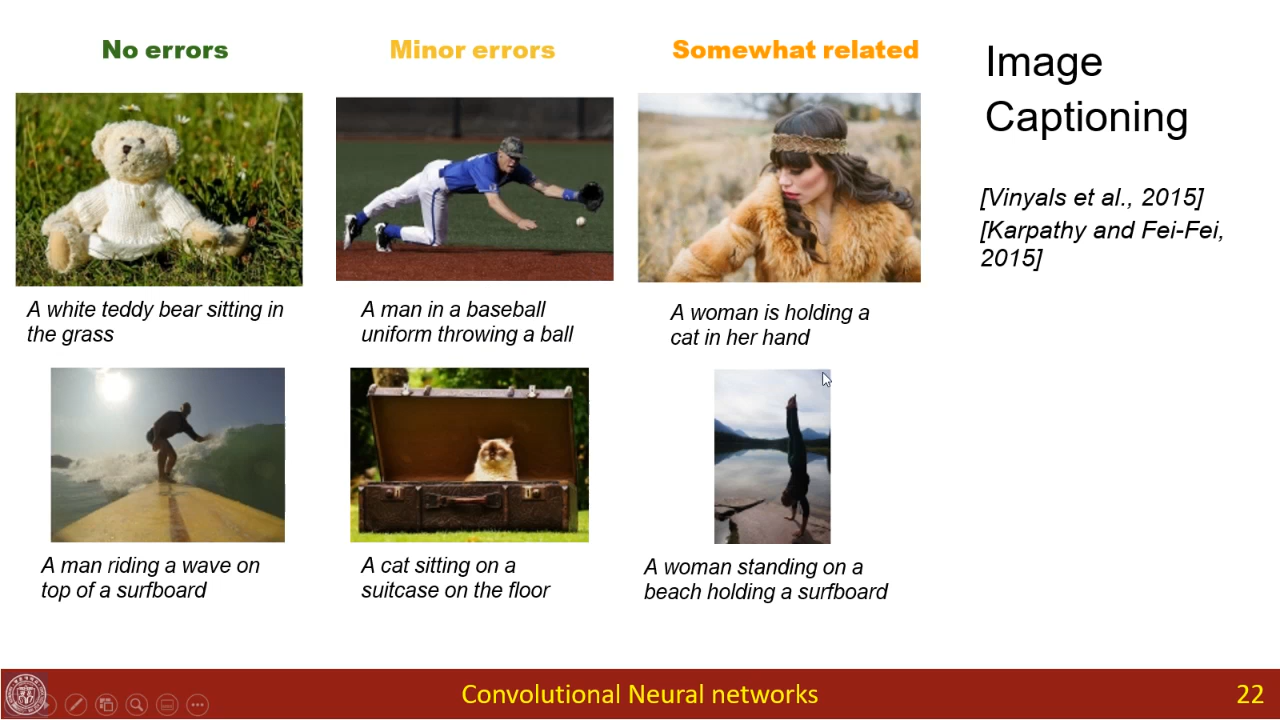 No errors
Minor errors
Somewhat related
Image
Captioning
[Vinyals et al., 2015]
[Karpathy and Fei-Fei,
2015]
A white teddy bear sitting in
the grass
A man in a baseball
uniform throwing a ball
A woman is holding a
cat in her hand
A man riding a wave on
top of a surfboard
A cat sitting on a
suitcase on the floor
A woman standing on a
beach holding a surfboard
Convolutional Neural networks
22